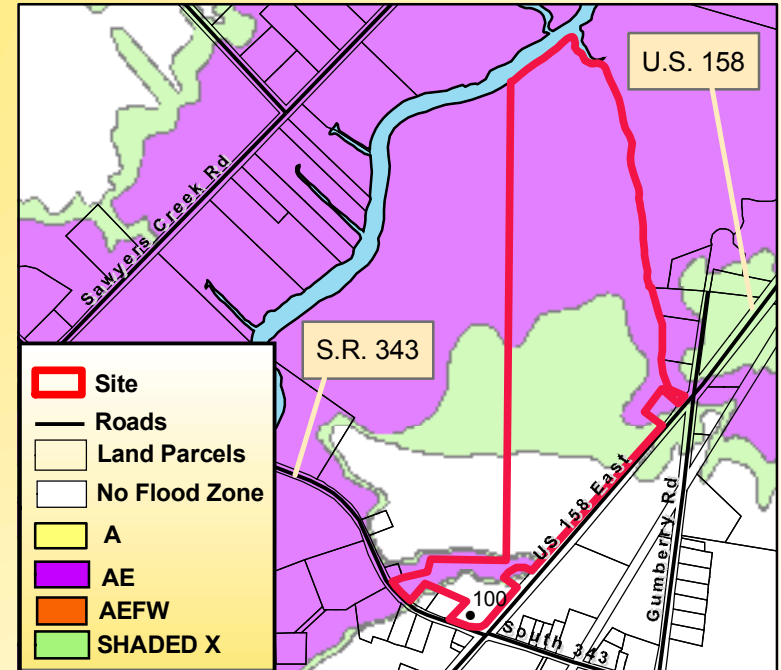 U.S. 158
Sawyers Creek Rd
S.R. 343
US 158 East
Gumberry Rd
100
South 343
Site
Roads
Land Parcels
No Flood Zone
A
AE
AEFW
SHADED X